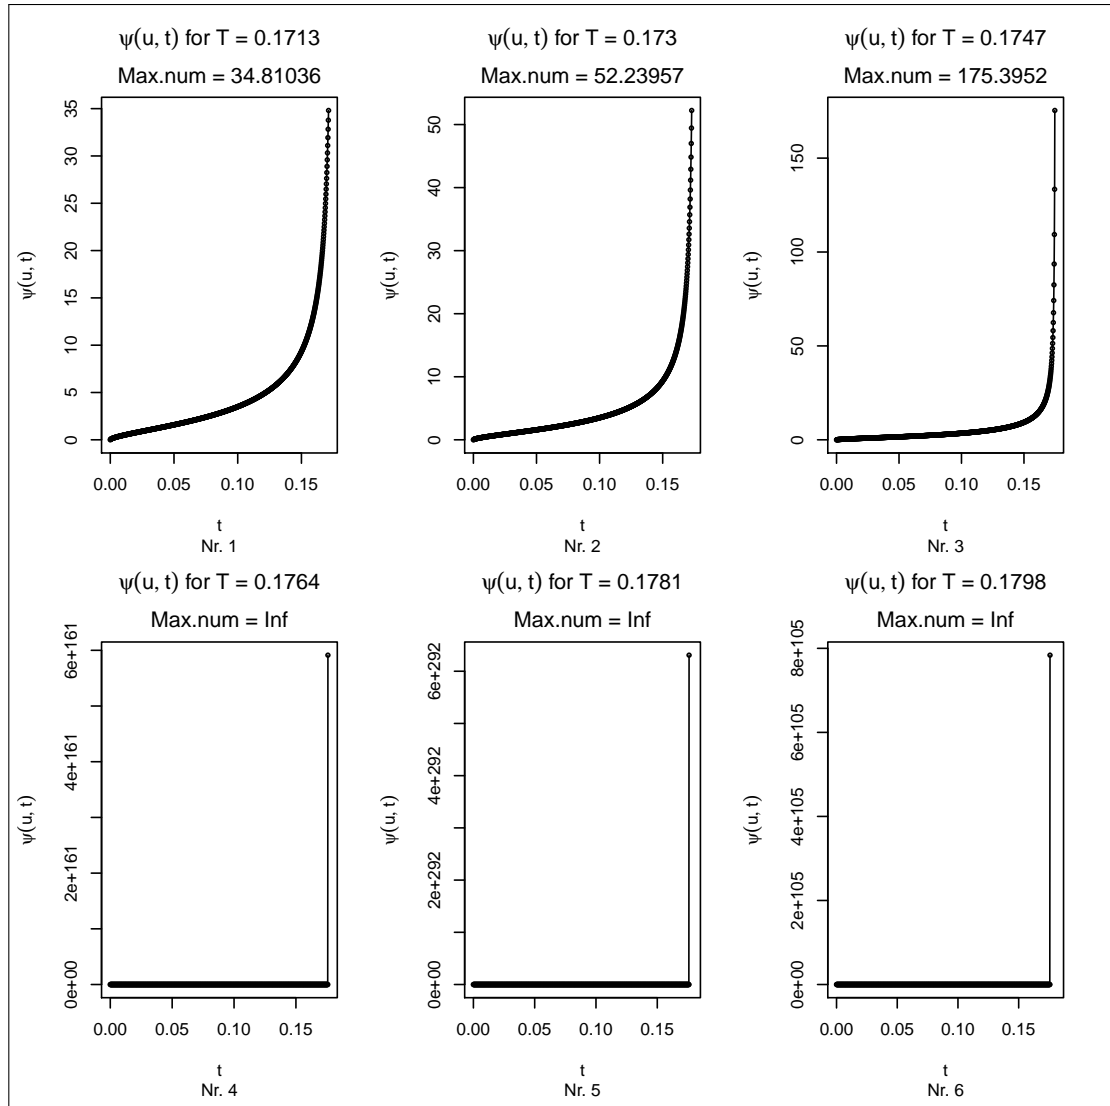 ψ(u, t) for T = 0.1713
Max.num = 34.81036
ψ(u, t)
35
30
25
20
15
10
5
0
0.00 0.05 0.10 0.15
t
Nr. 1
ψ(u, t) for T = 0.173
Max.num = 52.23957
ψ(u, t)
50
40
30
20
10
0
0.00 0.05 0.10 0.15
t
Nr. 2
ψ(u, t) for T = 0.1747
Max.num = 175.3952
ψ(u, t)
150
100
50
0
0.00 0.05 0.10 0.15
t
Nr. 3
ψ(u, t) for T = 0.1764
Max.num = Inf
ψ(u, t)
6e+161
4e+161
2e+161
0e+00
0.00 0.05 0.10 0.15
t
Nr. 4
ψ(u, t) for T = 0.1781
Max.num = Inf
ψ(u, t)
6e+292
4e+292
2e+292
0e+00
0.00 0.05 0.10 0.15
t
Nr. 5
ψ(u, t) for T = 0.1798
Max.num = Inf
ψ(u, t)
8e+105
6e+105
4e+105
2e+105
0e+00
0.00 0.05 0.10 0.15
t
Nr. 6